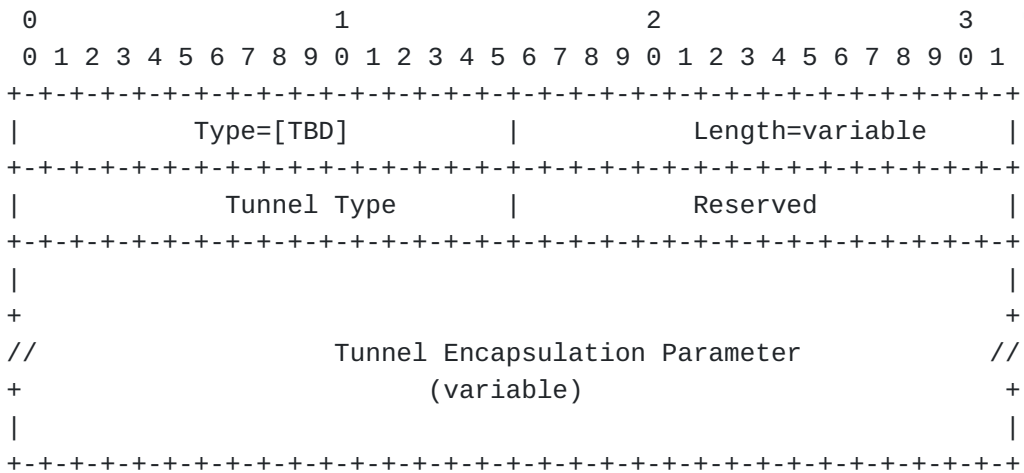 0                   1                   2                   3
 0 1 2 3 4 5 6 7 8 9 0 1 2 3 4 5 6 7 8 9 0 1 2 3 4 5 6 7 8 9 0 1
+-+-+-+-+-+-+-+-+-+-+-+-+-+-+-+-+-+-+-+-+-+-+-+-+-+-+-+-+-+-+-+-+
|           Type=[TBD]          |           Length=variable     |
+-+-+-+-+-+-+-+-+-+-+-+-+-+-+-+-+-+-+-+-+-+-+-+-+-+-+-+-+-+-+-+-+
|             Tunnel Type       |           Reserved            |
+-+-+-+-+-+-+-+-+-+-+-+-+-+-+-+-+-+-+-+-+-+-+-+-+-+-+-+-+-+-+-+-+
|                                                               |
+                                                               +
//                   Tunnel Encapsulation Parameter            //
+                          (variable)                           +
|                                                               |
+-+-+-+-+-+-+-+-+-+-+-+-+-+-+-+-+-+-+-+-+-+-+-+-+-+-+-+-+-+-+-+-+